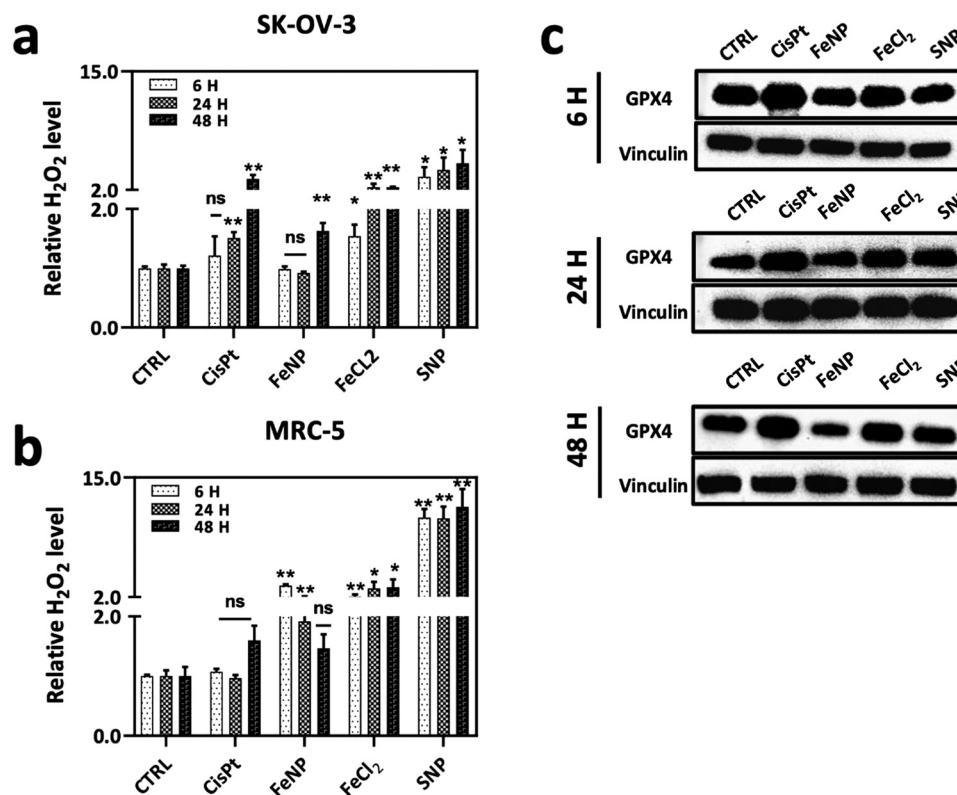 a
SK-OV-3
15.0
6 H
24 H
48 H
2.0
2.0
0.0
Relative H₂O₂ level
ns
**
**
ns
**
*
**
**
*
*
*
CTRL
CisPt
FeNP
FeCL2
SNP
b
MRC-5
15.0
6 H
24 H
48 H
2.0
2.0
0.0
Relative H₂O₂ level
ns
**
**
ns
**
*
*
**
**
**
CTRL
CisPt
FeNP
FeCl₂
SNP
c
CTRL CisPt FeNP FeCl₂ SNP
6 H
GPX4
Vinculin
CTRL CisPt FeNP FeCl₂ SNP
24 H
GPX4
Vinculin
CTRL CisPt FeNP FeCl₂ SNP
48 H
GPX4
Vinculin